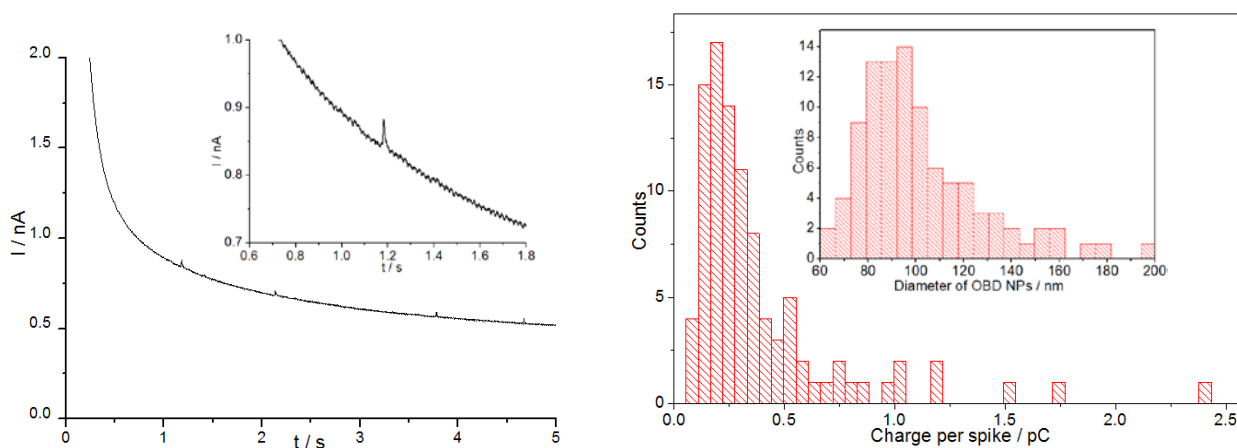 2.0
1.5
1.0
0.5
0.0
I / nA
0 1 2 3 4 5
t / s
1.0
0.9
0.8
0.7
I / nA
0.6 0.8 1.0 1.2 1.4 1.6 1.8
t / s
15
10
5
0
Counts
0.0 0.5 1.0 1.5 2.0 2.5
Charge per spike / pC
14
12
10
8
6
4
2
0
Counts
60 80 100 120 140 160 180 200
Diameter of OBD NPs / nm